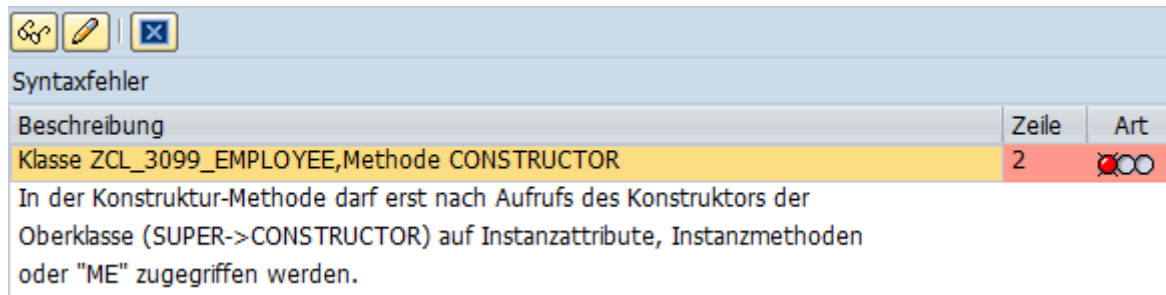 Syntaxfehler
Beschreibung Zeile Art
Klasse ZCL_3099_EMPLOYEE,Methode CONSTRUCTOR 2
In der Konstruktur-Methode darf erst nach Aufrufs des Konstruktors der
Oberklasse (SUPER->CONSTRUCTOR) auf Instanzattribute, Instanzmethoden
oder "ME" zugegriffen werden.